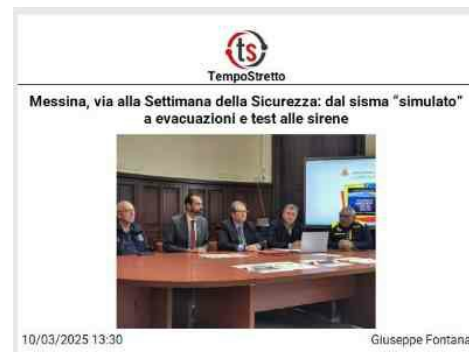 ts
TempoStretto
Messina, via alla Settimana della Sicurezza: dal sisma "simulato"
a evacuazioni e test alle sirene
10/03/2025 13:30
Giuseppe Fontana